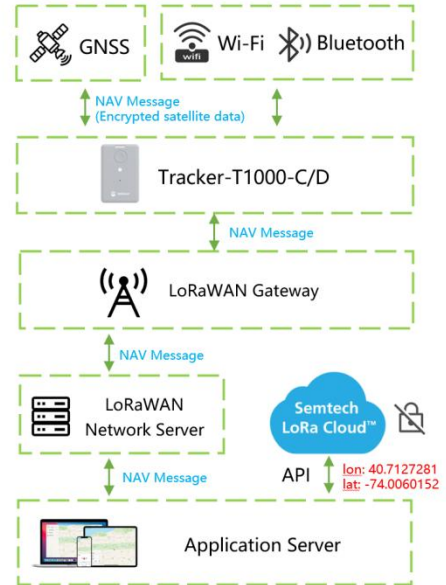 GNSS
wifi
Wi-Fi
Bluetooth
NAV Message
(Encrypted satellite data)
Tracker-T1000-C/D
NAV Message
LoRaWAN Gateway
NAV Message
LoRaWAN
Network Server
Semtech
LoRa Cloud™
NAV Message
API
lon: 40.7127281
lat: -74.0060152
Application Server